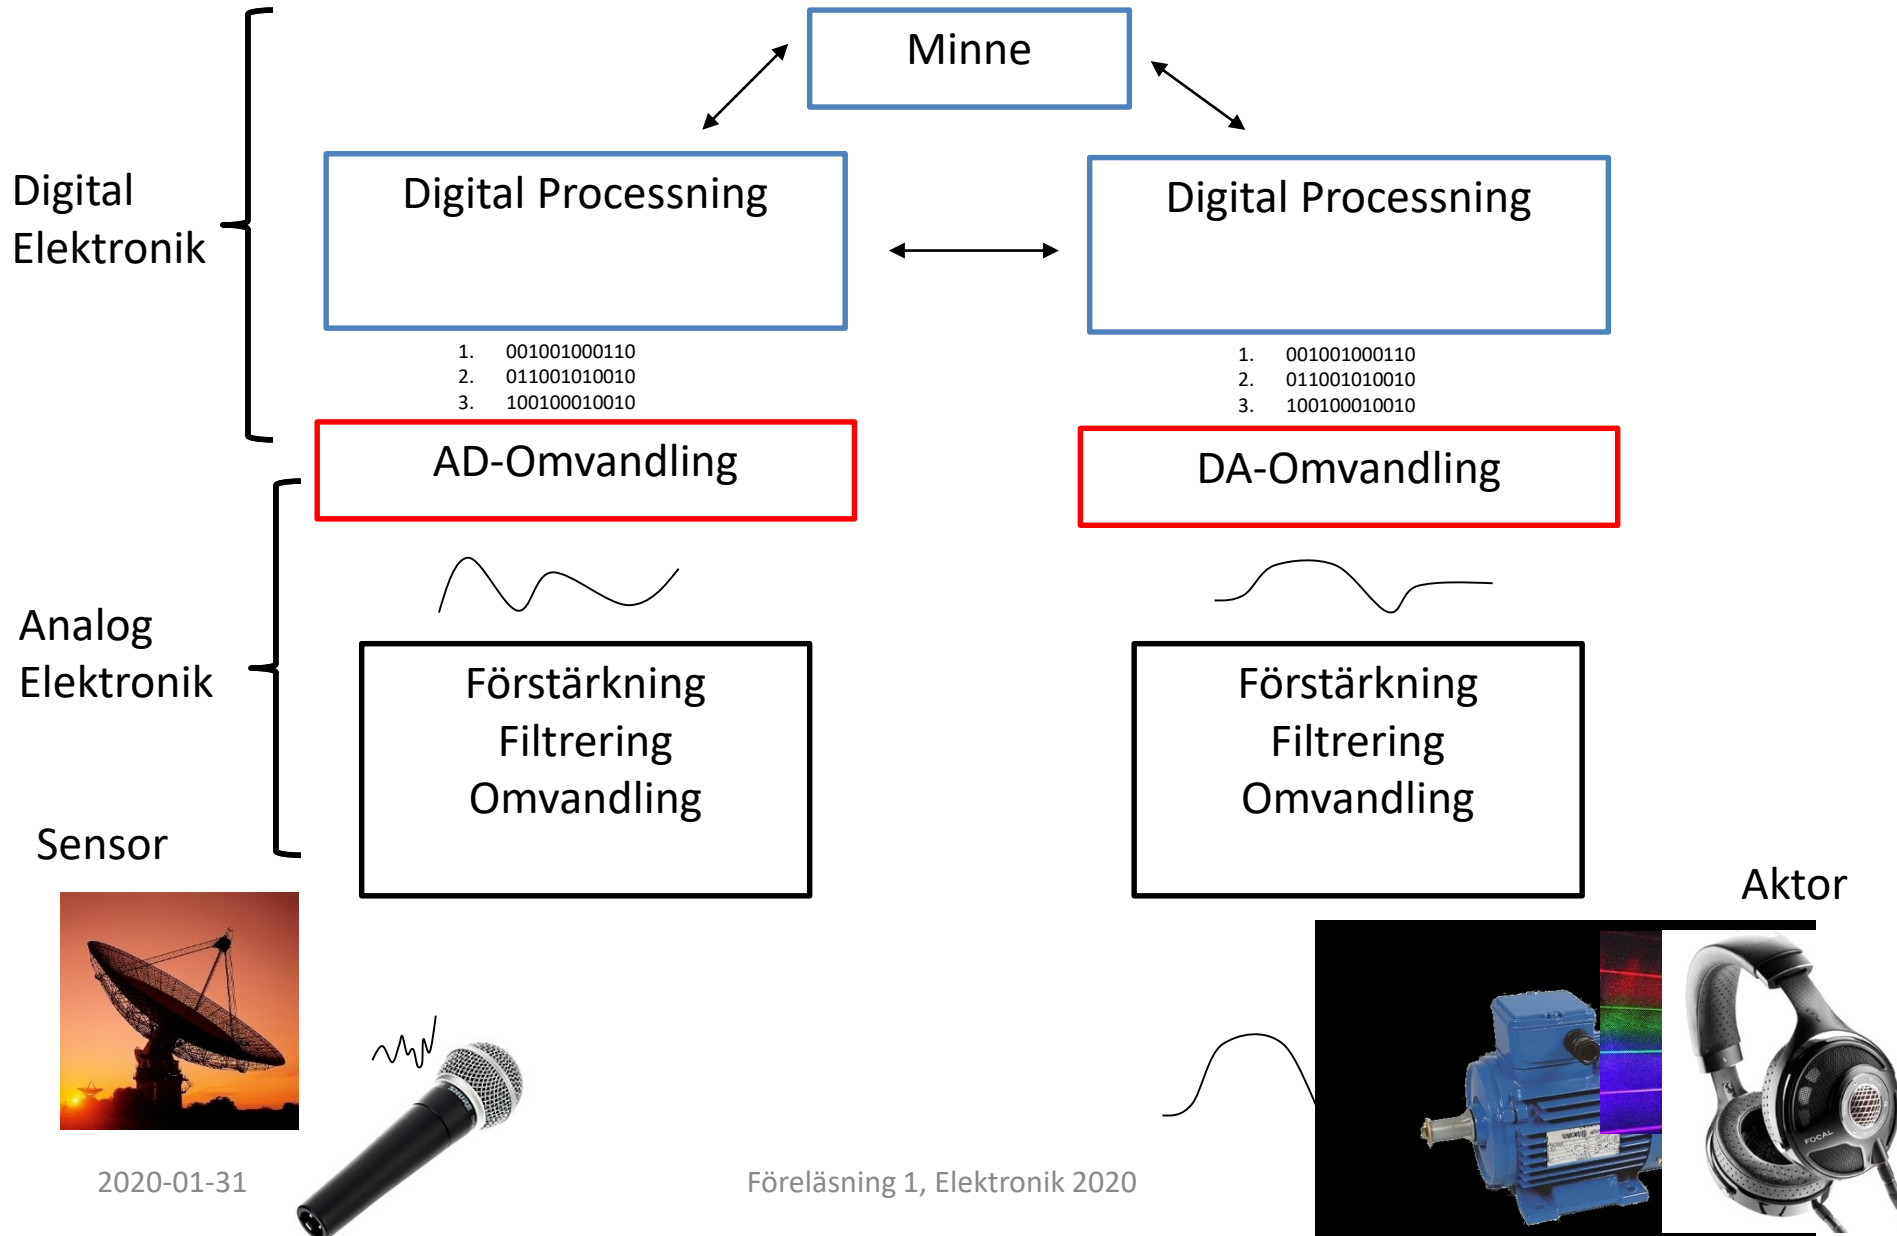 Minne
Digital
Elektronik
Digital Processning
Digital Processning
1. 001001000110
2. 011001010010
3. 100100010010
1. 001001000110
2. 011001010010
3. 100100010010
AD-Omvandling
DA-Omvandling
Analog
Elektronik
Förstärkning
Filtrering
Omvandling
Förstärkning
Filtrering
Omvandling
Sensor
Aktor
SHURE
FOCAL
2020-01-31
Föreläsning 1, Elektronik 2020